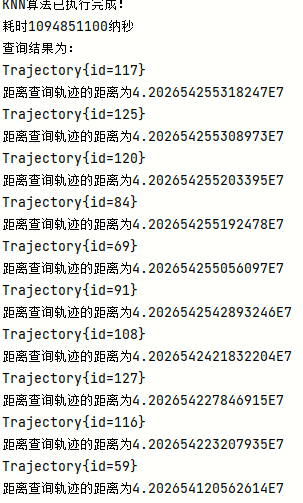 KNN算法已执行完成！
耗时1094851100纳秒
查询结果为：
Trajectory{id=117}
距离查询轨迹的距离为4.202654255318247E7
Trajectory{id=125}
距离查询轨迹的距离为4.202654255308973E7
Trajectory{id=120}
距离查询轨迹的距离为4.202654255203395E7
Trajectory{id=84}
距离查询轨迹的距离为4.202654255192478E7
Trajectory{id=69}
距离查询轨迹的距离为4.202654255056097E7
Trajectory{id=91}
距离查询轨迹的距离为4.2026542542893246E7
Trajectory{id=108}
距离查询轨迹的距离为4.2026542421832204E7
Trajectory{id=127}
距离查询轨迹的距离为4.202654227846915E7
Trajectory{id=116}
距离查询轨迹的距离为4.202654223207935E7
Trajectory{id=59}
距离查询轨迹的距离为4.202654120562614E7